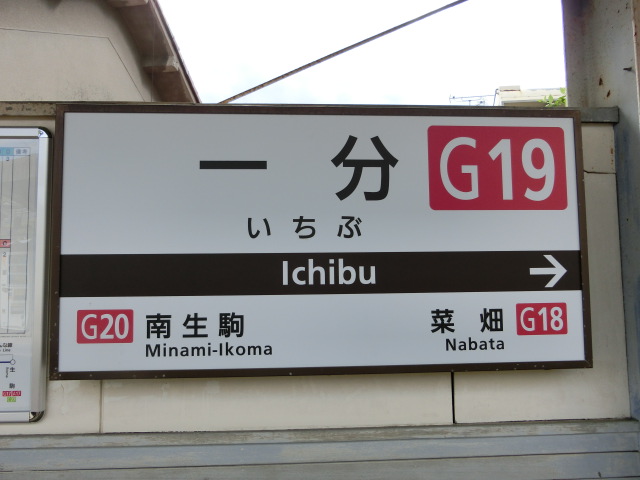 一分 G19
いちぶ
Ichibu →
G20 南生駒 菜畑 G18
Minami-Ikoma Nabata